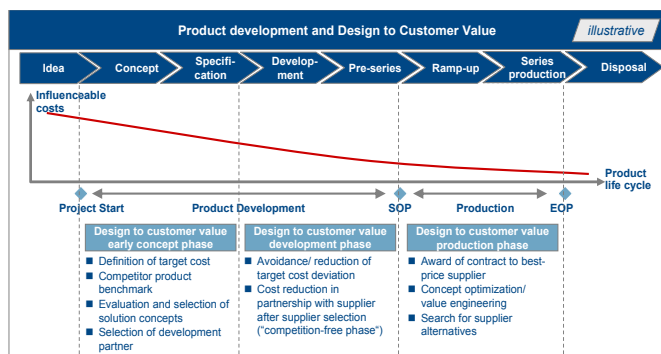 Product development and Design to Customer Value
illustrative
Idea
Concept
Specifi-
cation
Develop-
ment
Pre-series
Ramp-up
Series
production
Disposal
Influenceable
costs
Product
life cycle
Project Start
Product Development
SOP
Production
EOP
Design to customer value
early concept phase
Definition of target cost
Competitor product
benchmark
Evaluation and selection of
solution concepts
Selection of development
partner
Design to customer value
development phase
Avoidance/ reduction of
target cost deviation
Cost reduction in
partnership with supplier
after supplier selection
("competition-free phase“)
Design to customer value
production phase
Award of contract to best-
price supplier
Concept optimization/
value engineering
Search for supplier
alternatives